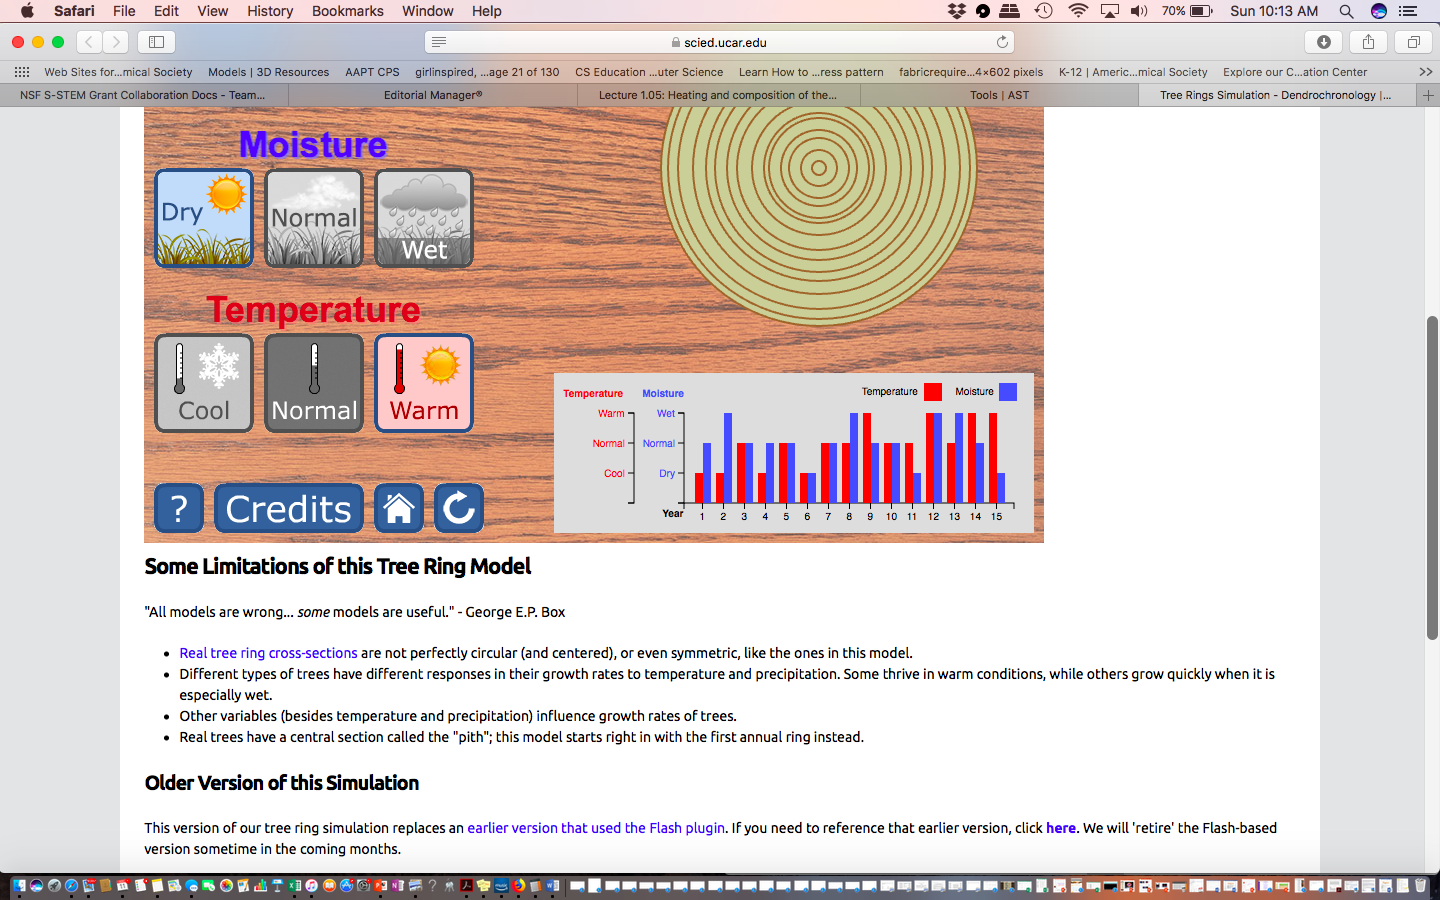 Safari File Edit View History Bookmarks Window Help 70% Sun 10:13 AM
scied.ucar.edu
Web Sites for...mical Society Models | 3D Resources AAPT CPS girlinspired, ...age 21 of 130 CS Education ...uter Science Learn How to ...ress pattern fabricrequire...4×602 pixels K-12 | Americ...mical Society Explore our C...ation Center >>
NSF S-STEM Grant Collaboration Docs - Team... Editorial Manager® Lecture 1.05: Heating and composition of the... Tools | AST Tree Rings Simulation - Dendrochronology |... +
Moisture
Dry Normal Wet
Temperature
Cool Normal Warm
? Credits
Temperature Moisture Temperature Moisture
Warm Wet
Normal Normal
Cool Dry
Year 1 2 3 4 5 6 7 8 9 10 11 12 13 14 15
Some Limitations of this Tree Ring Model
"All models are wrong... some models are useful." - George E.P. Box
• Real tree ring cross-sections are not perfectly circular (and centered), or even symmetric, like the ones in this model.
• Different types of trees have different responses in their growth rates to temperature and precipitation. Some thrive in warm conditions, while others grow quickly when it is
especially wet.
• Other variables (besides temperature and precipitation) influence growth rates of trees.
• Real trees have a central section called the "pith"; this model starts right in with the first annual ring instead.
Older Version of this Simulation
This version of our tree ring simulation replaces an earlier version that used the Flash plugin. If you need to reference that earlier version, click here. We will 'retire' the Flash-based
version sometime in the coming months.